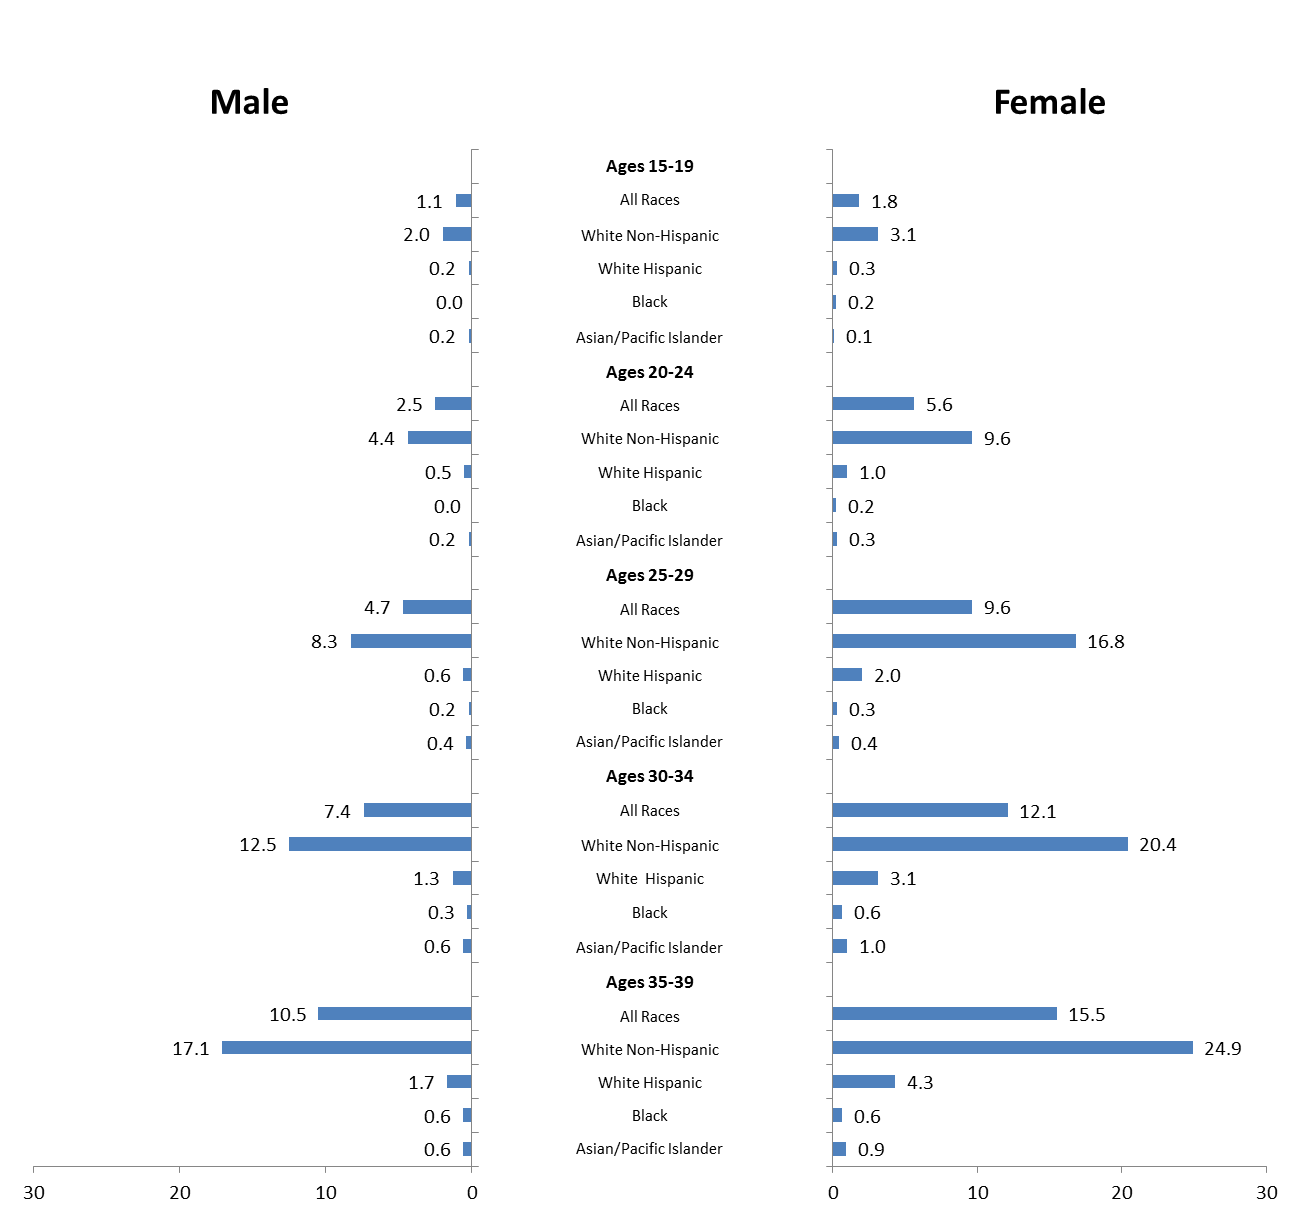 Male Female
Ages 15-19
1.1 All Races 1.8
2.0 White Non-Hispanic 3.1
0.2 White Hispanic 0.3
0.0 Black 0.2
0.2 Asian/Pacific Islander 0.1
Ages 20-24
2.5 All Races 5.6
4.4 White Non-Hispanic 9.6
0.5 White Hispanic 1.0
0.0 Black 0.2
0.2 Asian/Pacific Islander 0.3
Ages 25-29
4.7 All Races 9.6
8.3 White Non-Hispanic 16.8
0.6 White Hispanic 2.0
0.2 Black 0.3
0.4 Asian/Pacific Islander 0.4
Ages 30-34
7.4 All Races 12.1
12.5 White Non-Hispanic 20.4
1.3 White Hispanic 3.1
0.3 Black 0.6
0.6 Asian/Pacific Islander 1.0
Ages 35-39
10.5 All Races 15.5
17.1 White Non-Hispanic 24.9
1.7 White Hispanic 4.3
0.6 Black 0.6
0.6 Asian/Pacific Islander 0.9
30 20 10 0 0 10 20 30